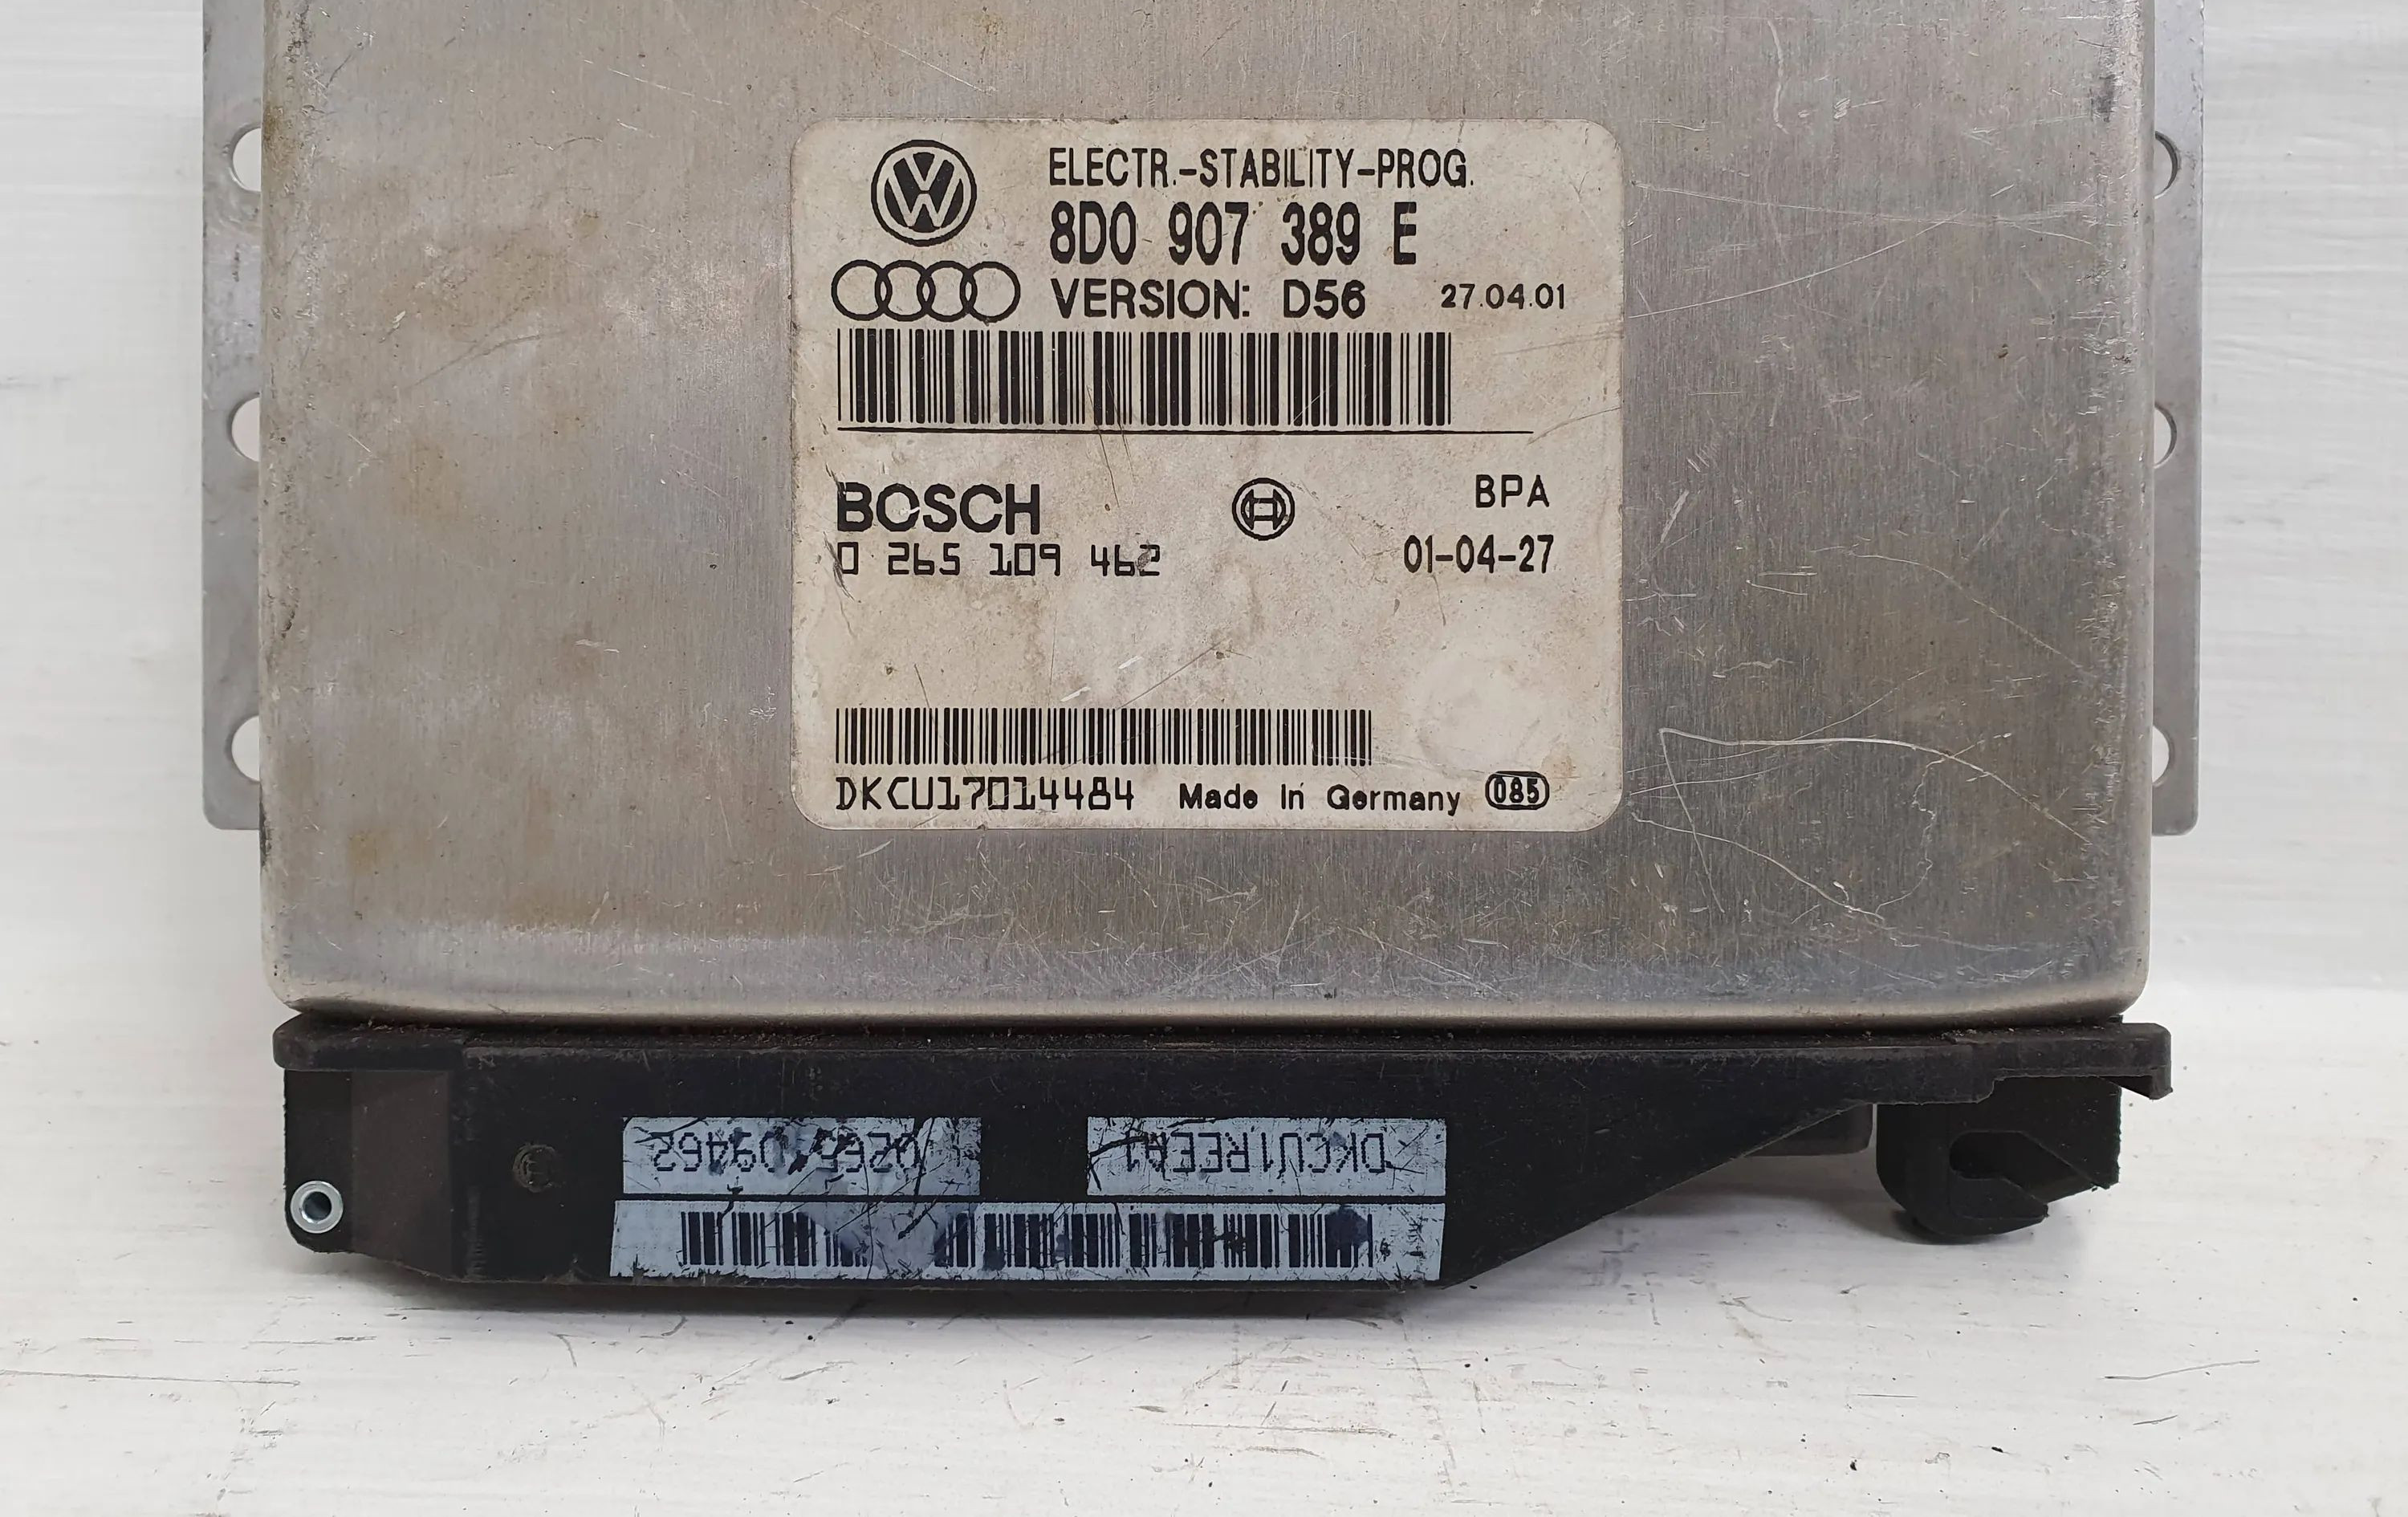 ELECTR.-STABILITY-PROG.
8D0 907 389 E
VERSION: D56 27.04.01
BOSCH
BPA
0 265 109 462 01-04-27
DKCU17014484 Made In Germany 085